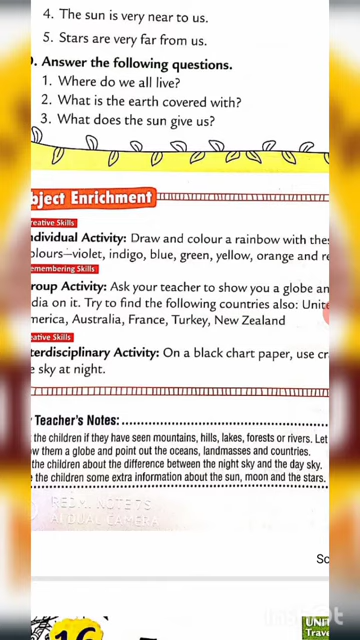 4. The sun is very near to us.
5. Stars are very far from us.
. Answer the following questions.
1. Where do we all live?
2. What is the earth covered with?
3. What does the sun give us?
bject Enrichment
reative Skills
dividual Activity: Draw and colour a rainbow with thes
olours—violet, indigo, blue, green, yellow, orange and re
emembering Skills
roup Activity: Ask your teacher to show you a globe an
dia on it. Try to find the following countries also: Unite
merica, Australia, France, Turkey, New Zealand
eative Skills
terdisciplinary Activity: On a black chart paper, use cr
e sky at night.
Teacher's Notes:
the children if they have seen mountains, hills, lakes, forests or rivers. Let
ow them a globe and point out the oceans, landmasses and countries.
the children about the difference between the night sky and the day sky.
e the children some extra information about the sun, moon and the stars.
REDMI NOTE
AI DUAL CAMERA
Sc
16
UNIT
Trave